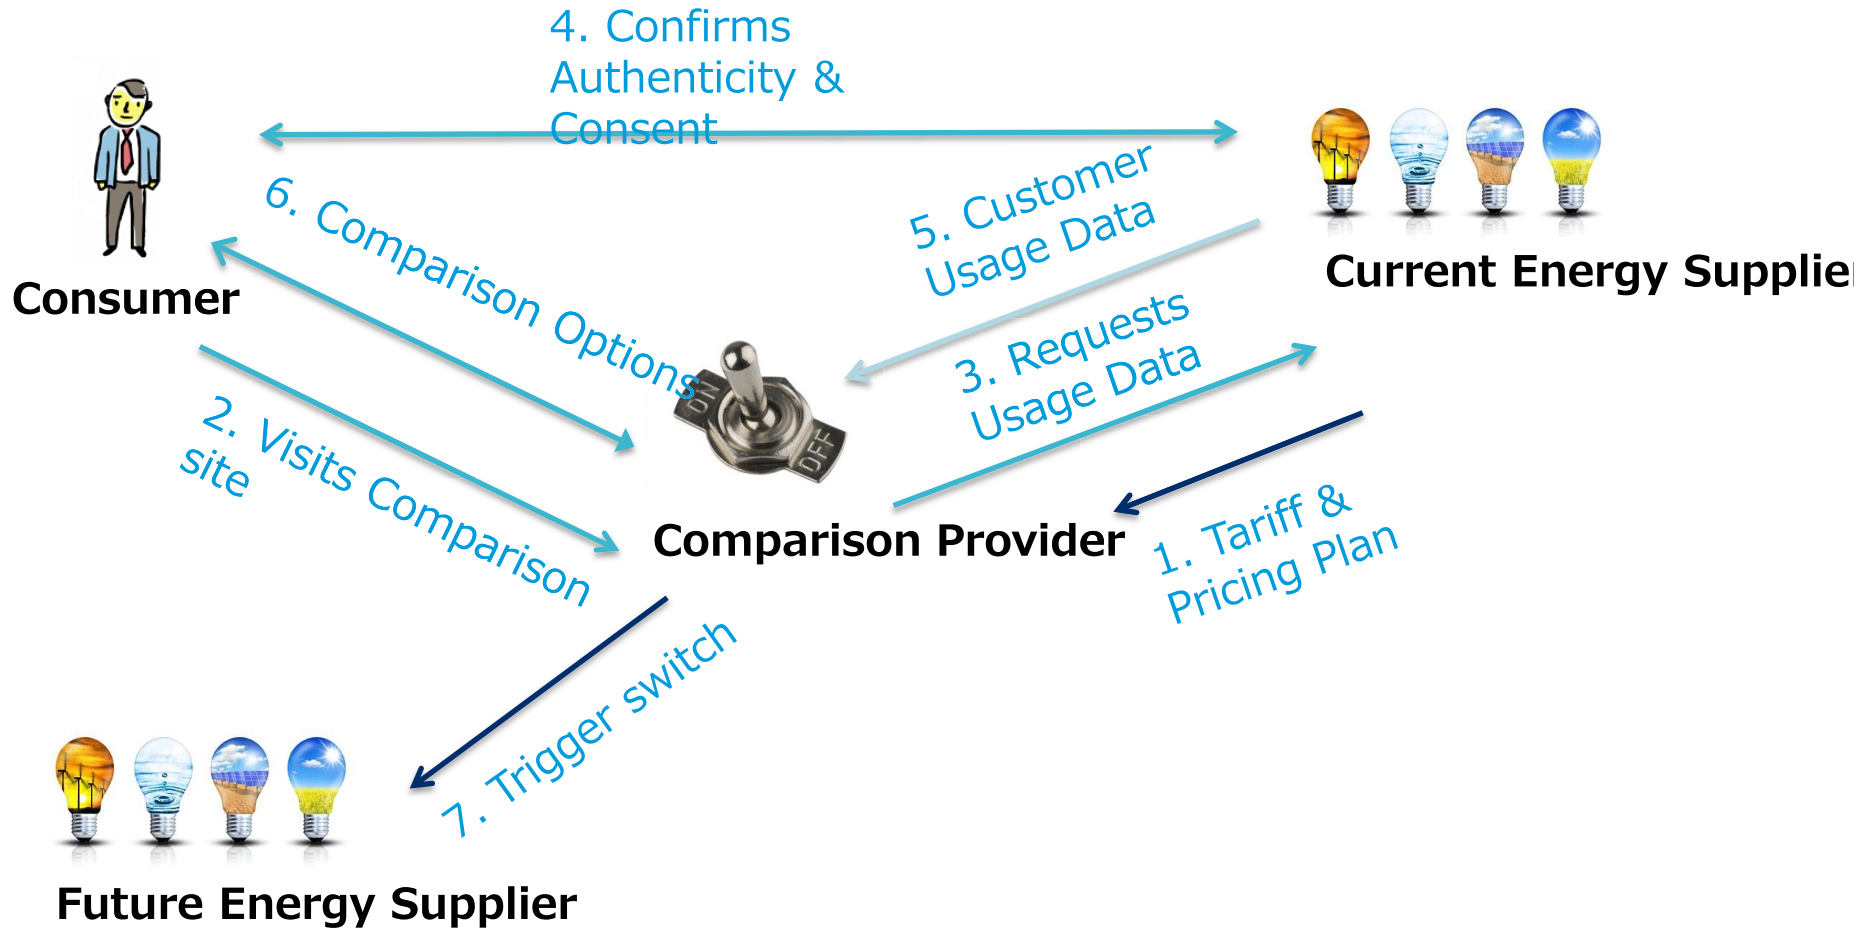 4. Confirms
Authenticity &
Consent
5. Customer
Usage Data
6. Comparison Options
Current Energy Supplier
Consumer
3. Requests
Usage Data
ON
OFF
2. Visits Comparison
site
1. Tariff &
Pricing Plan
Comparison Provider
7. Trigger switch
Future Energy Supplier